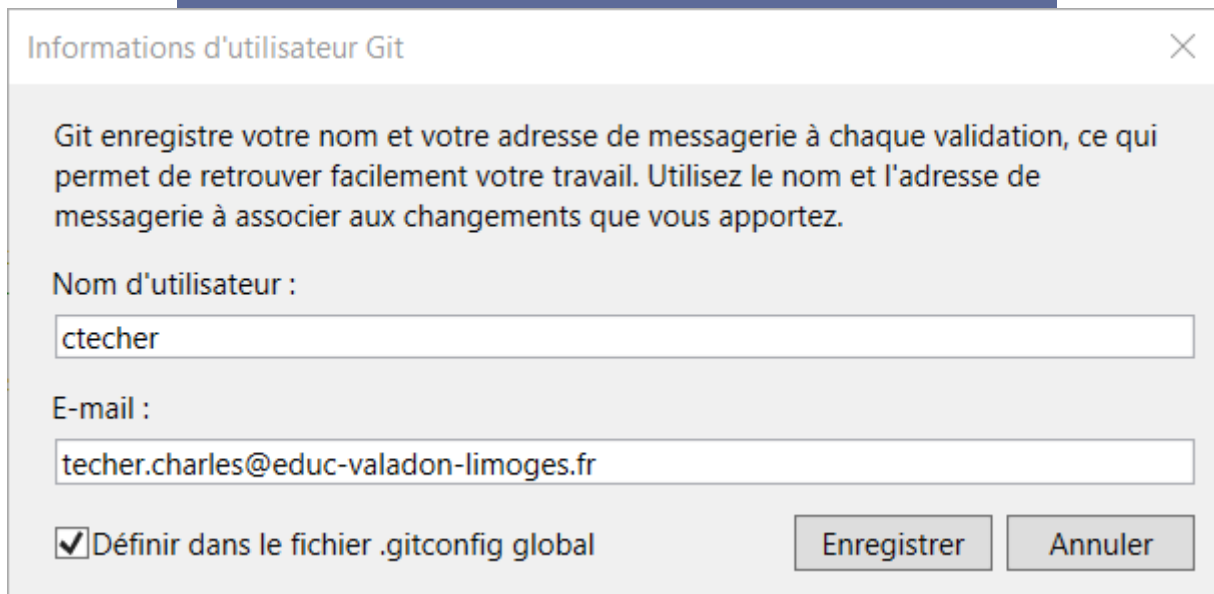 Informations d'utilisateur Git
Git enregistre votre nom et votre adresse de messagerie à chaque validation, ce qui
permet de retrouver facilement votre travail. Utilisez le nom et l'adresse de
messagerie à associer aux changements que vous apportez.
Nom d'utilisateur :
ctecher
E-mail :
techer.charles@educ-valadon-limoges.fr
Définir dans le fichier .gitconfig global
Enregistrer
Annuler